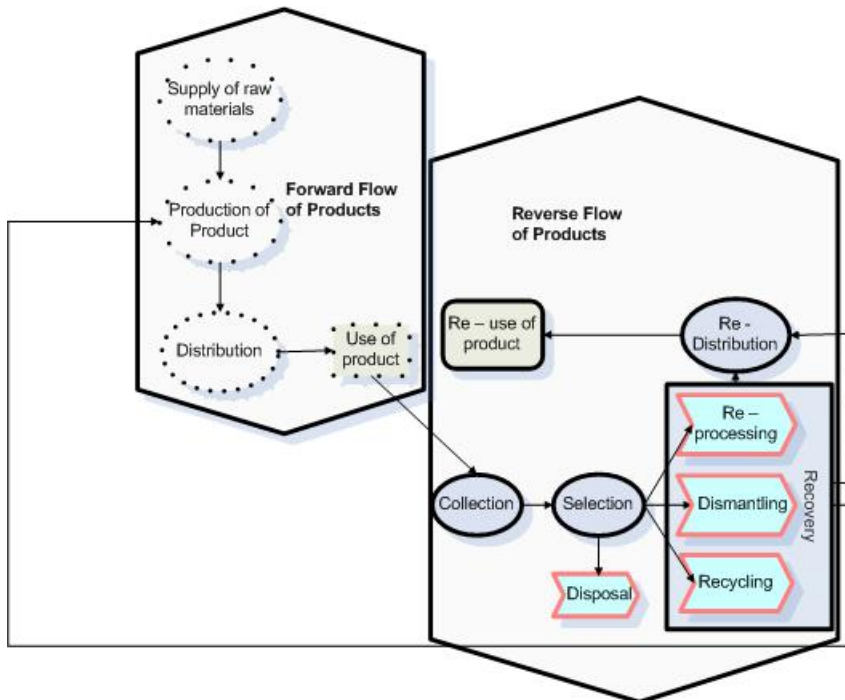 Supply of raw
materials
Production of
Product
Forward Flow
of Products
Distribution
Use of
product
Reverse Flow
of Products
Re – use of
product
Re -
Distribution
Re –
processing
Collection
Selection
Dismantling
Recovery
Disposal
Recycling